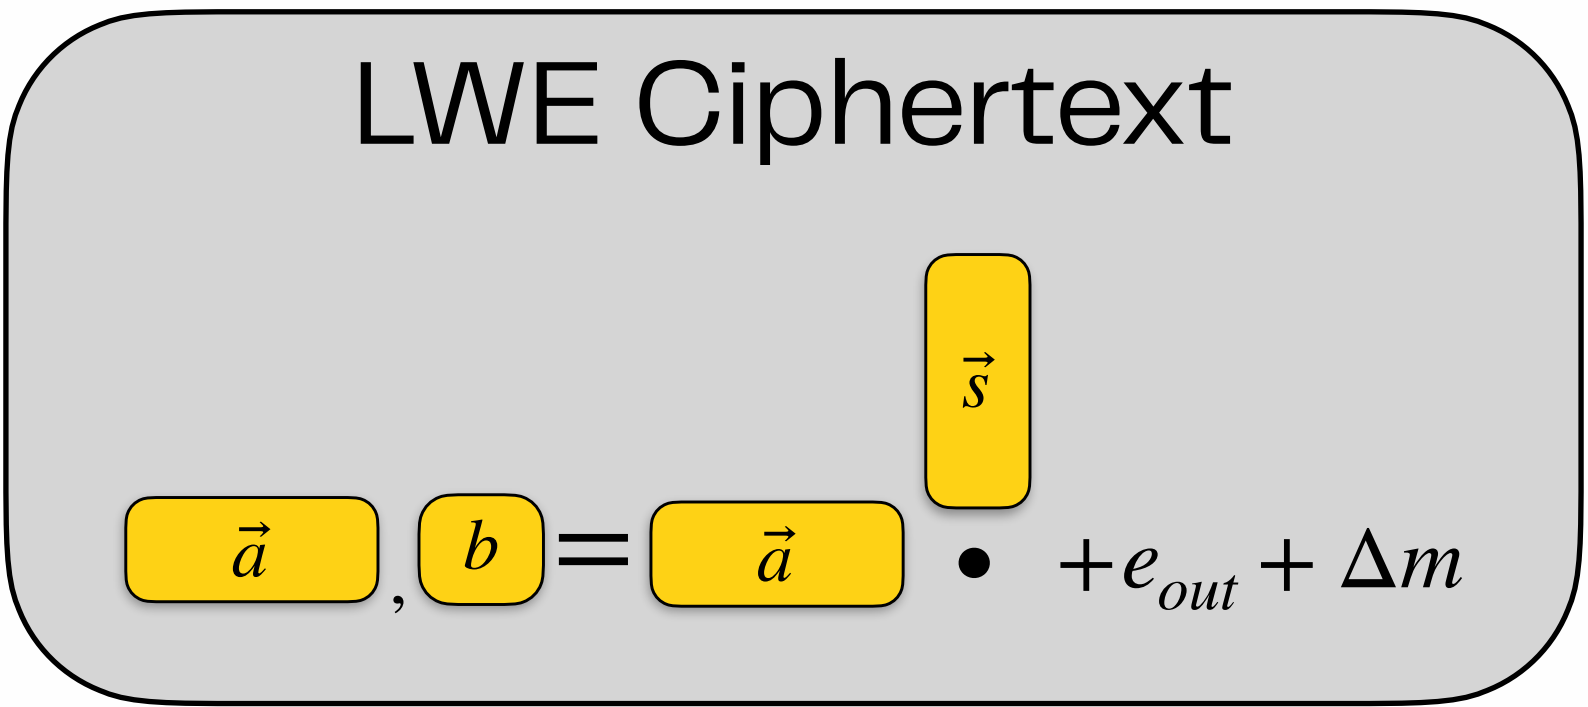 LWE Ciphertext
s⃗
a⃗ , b = a⃗ • +e_out + Δm